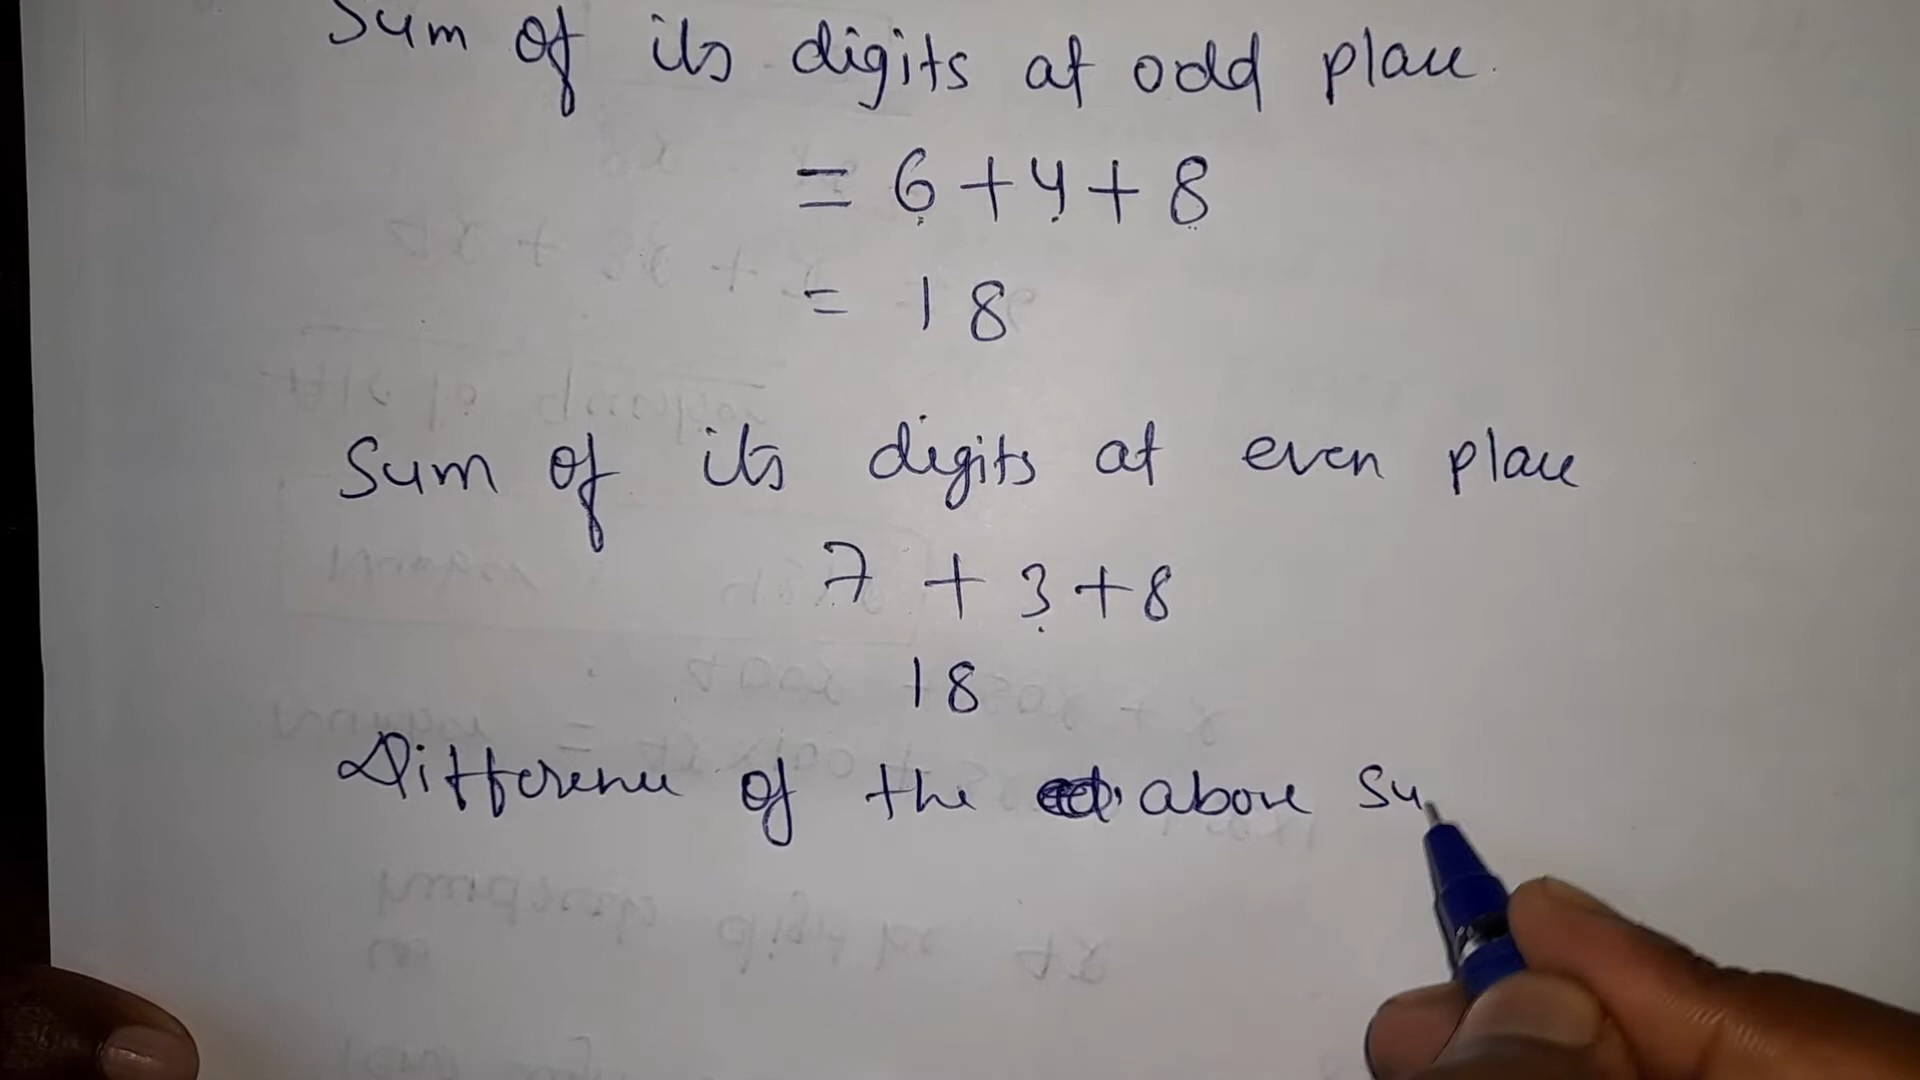 Sum of its digits at odd place
= 6 + 4 + 8
= 18
Sum of its digits at even place
7 + 3 + 8
18
Difference of the above Su